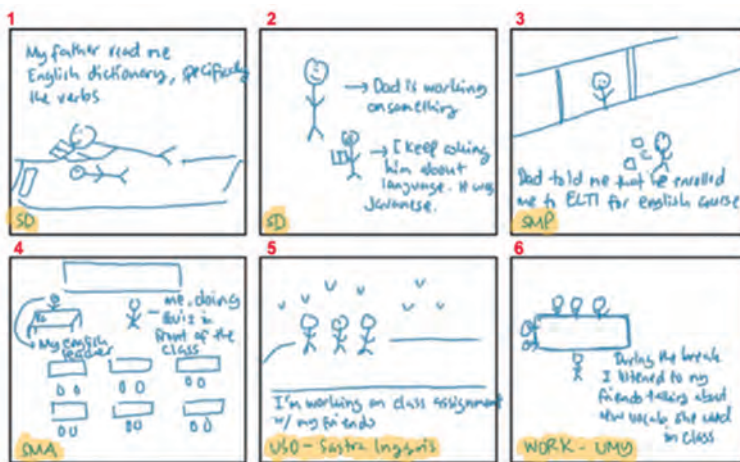 1
My father read me
English dictionary, specifically
the verbs
SD
2
→ Dad is working
on something
→ I keep asking
him about
language. It was
Javanese.
SD
3
Dad told me that he enrolled
me to ELTI for english course
SMP
4
me, doing
quiz in
front of the
class
My english
teacher
SMA
5
I'm working on class assignment
w/ my friends
USD - Sastra Inggris
6
During the break
I listened to my
friends talking about
new vocab she used
in class
WORK - UMY